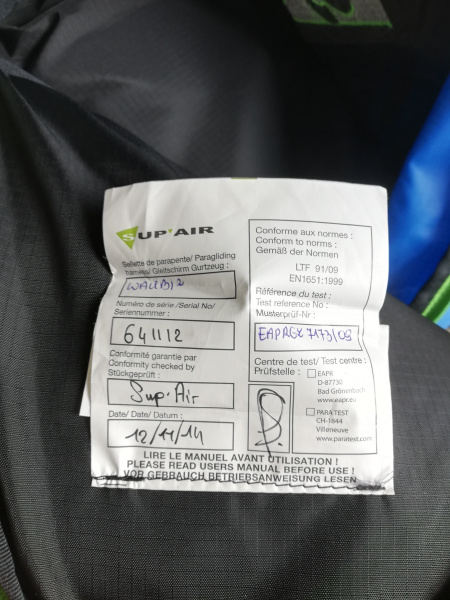 SUP'AIR
Sellette de parapente/ Paragliding
harness/ Gleitschirm Gurtzeug :
Numéro de série /Serial No/
Seriennummer :
641112
Conformité garantie par
Conformity checked by
Stückgeprüft :
Sup. Air
Date/ Date/ Datum :
12/11/14
Conforme aux normes :
Conform to norms :
Gemäß der Normen
LTF 91/09
EN1651:1999
Référence du test :
Test reference No :
Musterprüf-Nr :
EAPRGZ 7173/09
Centre de test/ Test centre :
Prüfstelle :
EAPR
D-87730
Bad Grönenbach
www.eapr.eu
PARA TEST
CH-1844
Villeneuve
www.paratest.com
LIRE LE MANUEL AVANT UTILISATION !
PLEASE READ USERS MANUAL BEFORE USE !
VOR GEBRAUCH BETRIEBSANWEISUNG LESEN